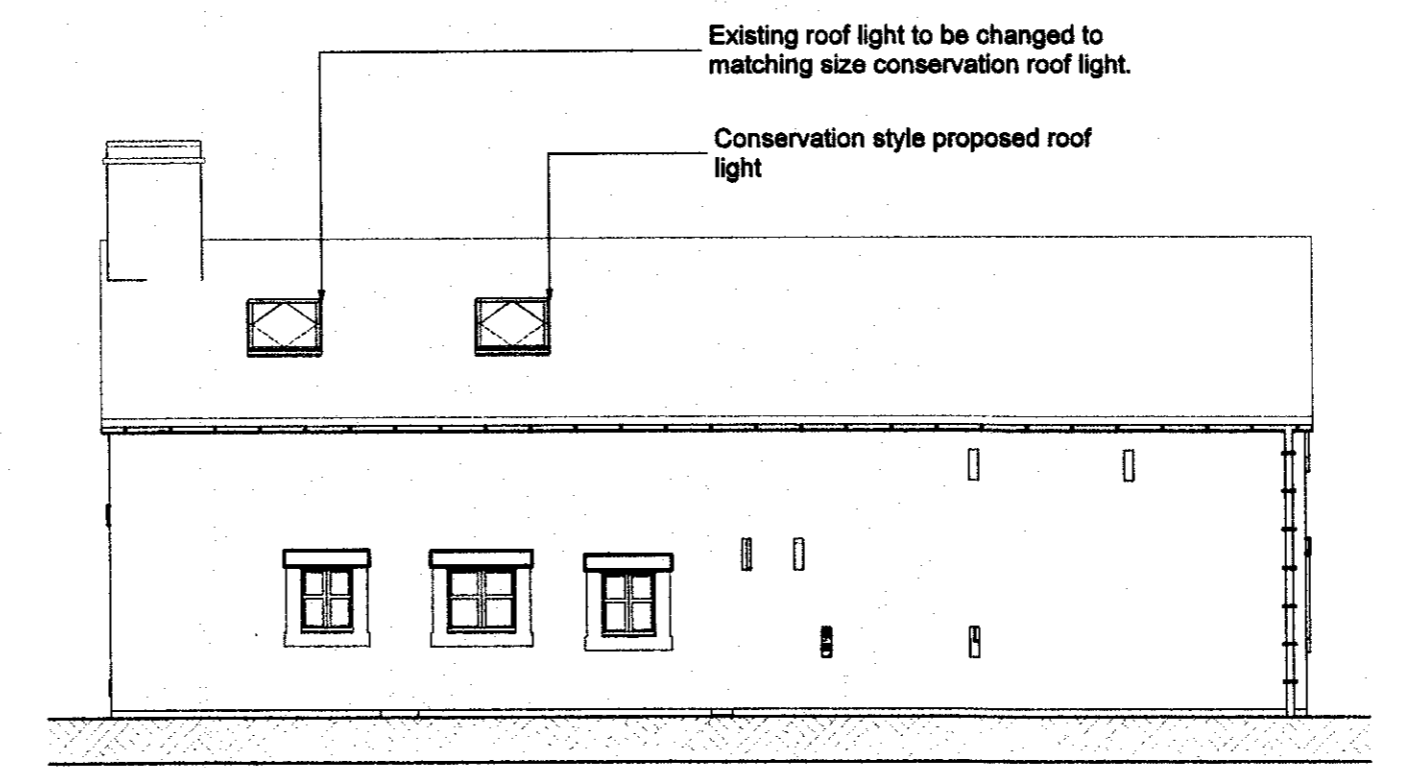 Existing roof light to be changed to
matching size conservation roof light.
Conservation style proposed roof
light